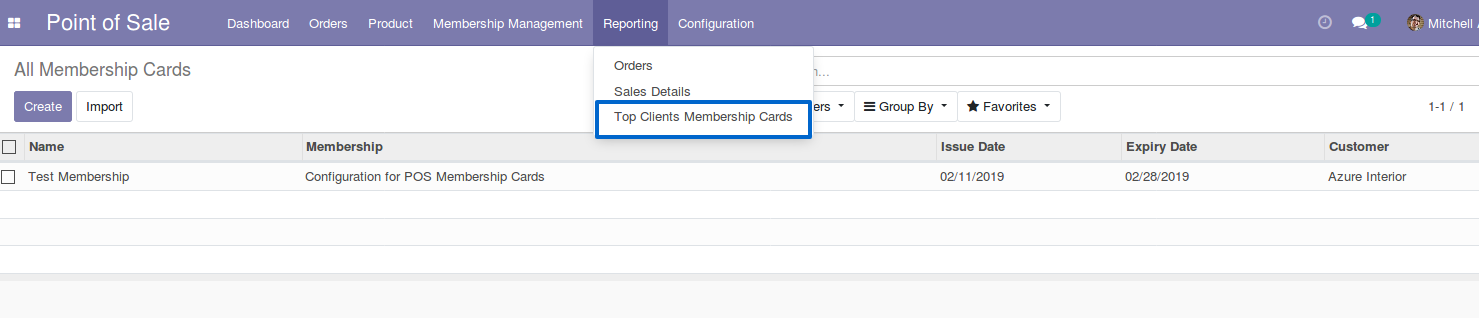 Point of Sale Dashboard Orders Product Membership Management Reporting Configuration 1 Mitchell
All Membership Cards
Orders
Sales Details
Top Clients Membership Cards
Create Import Group By Favorites 1-1 / 1
Name Membership Issue Date Expiry Date Customer
Test Membership Configuration for POS Membership Cards 02/11/2019 02/28/2019 Azure Interior